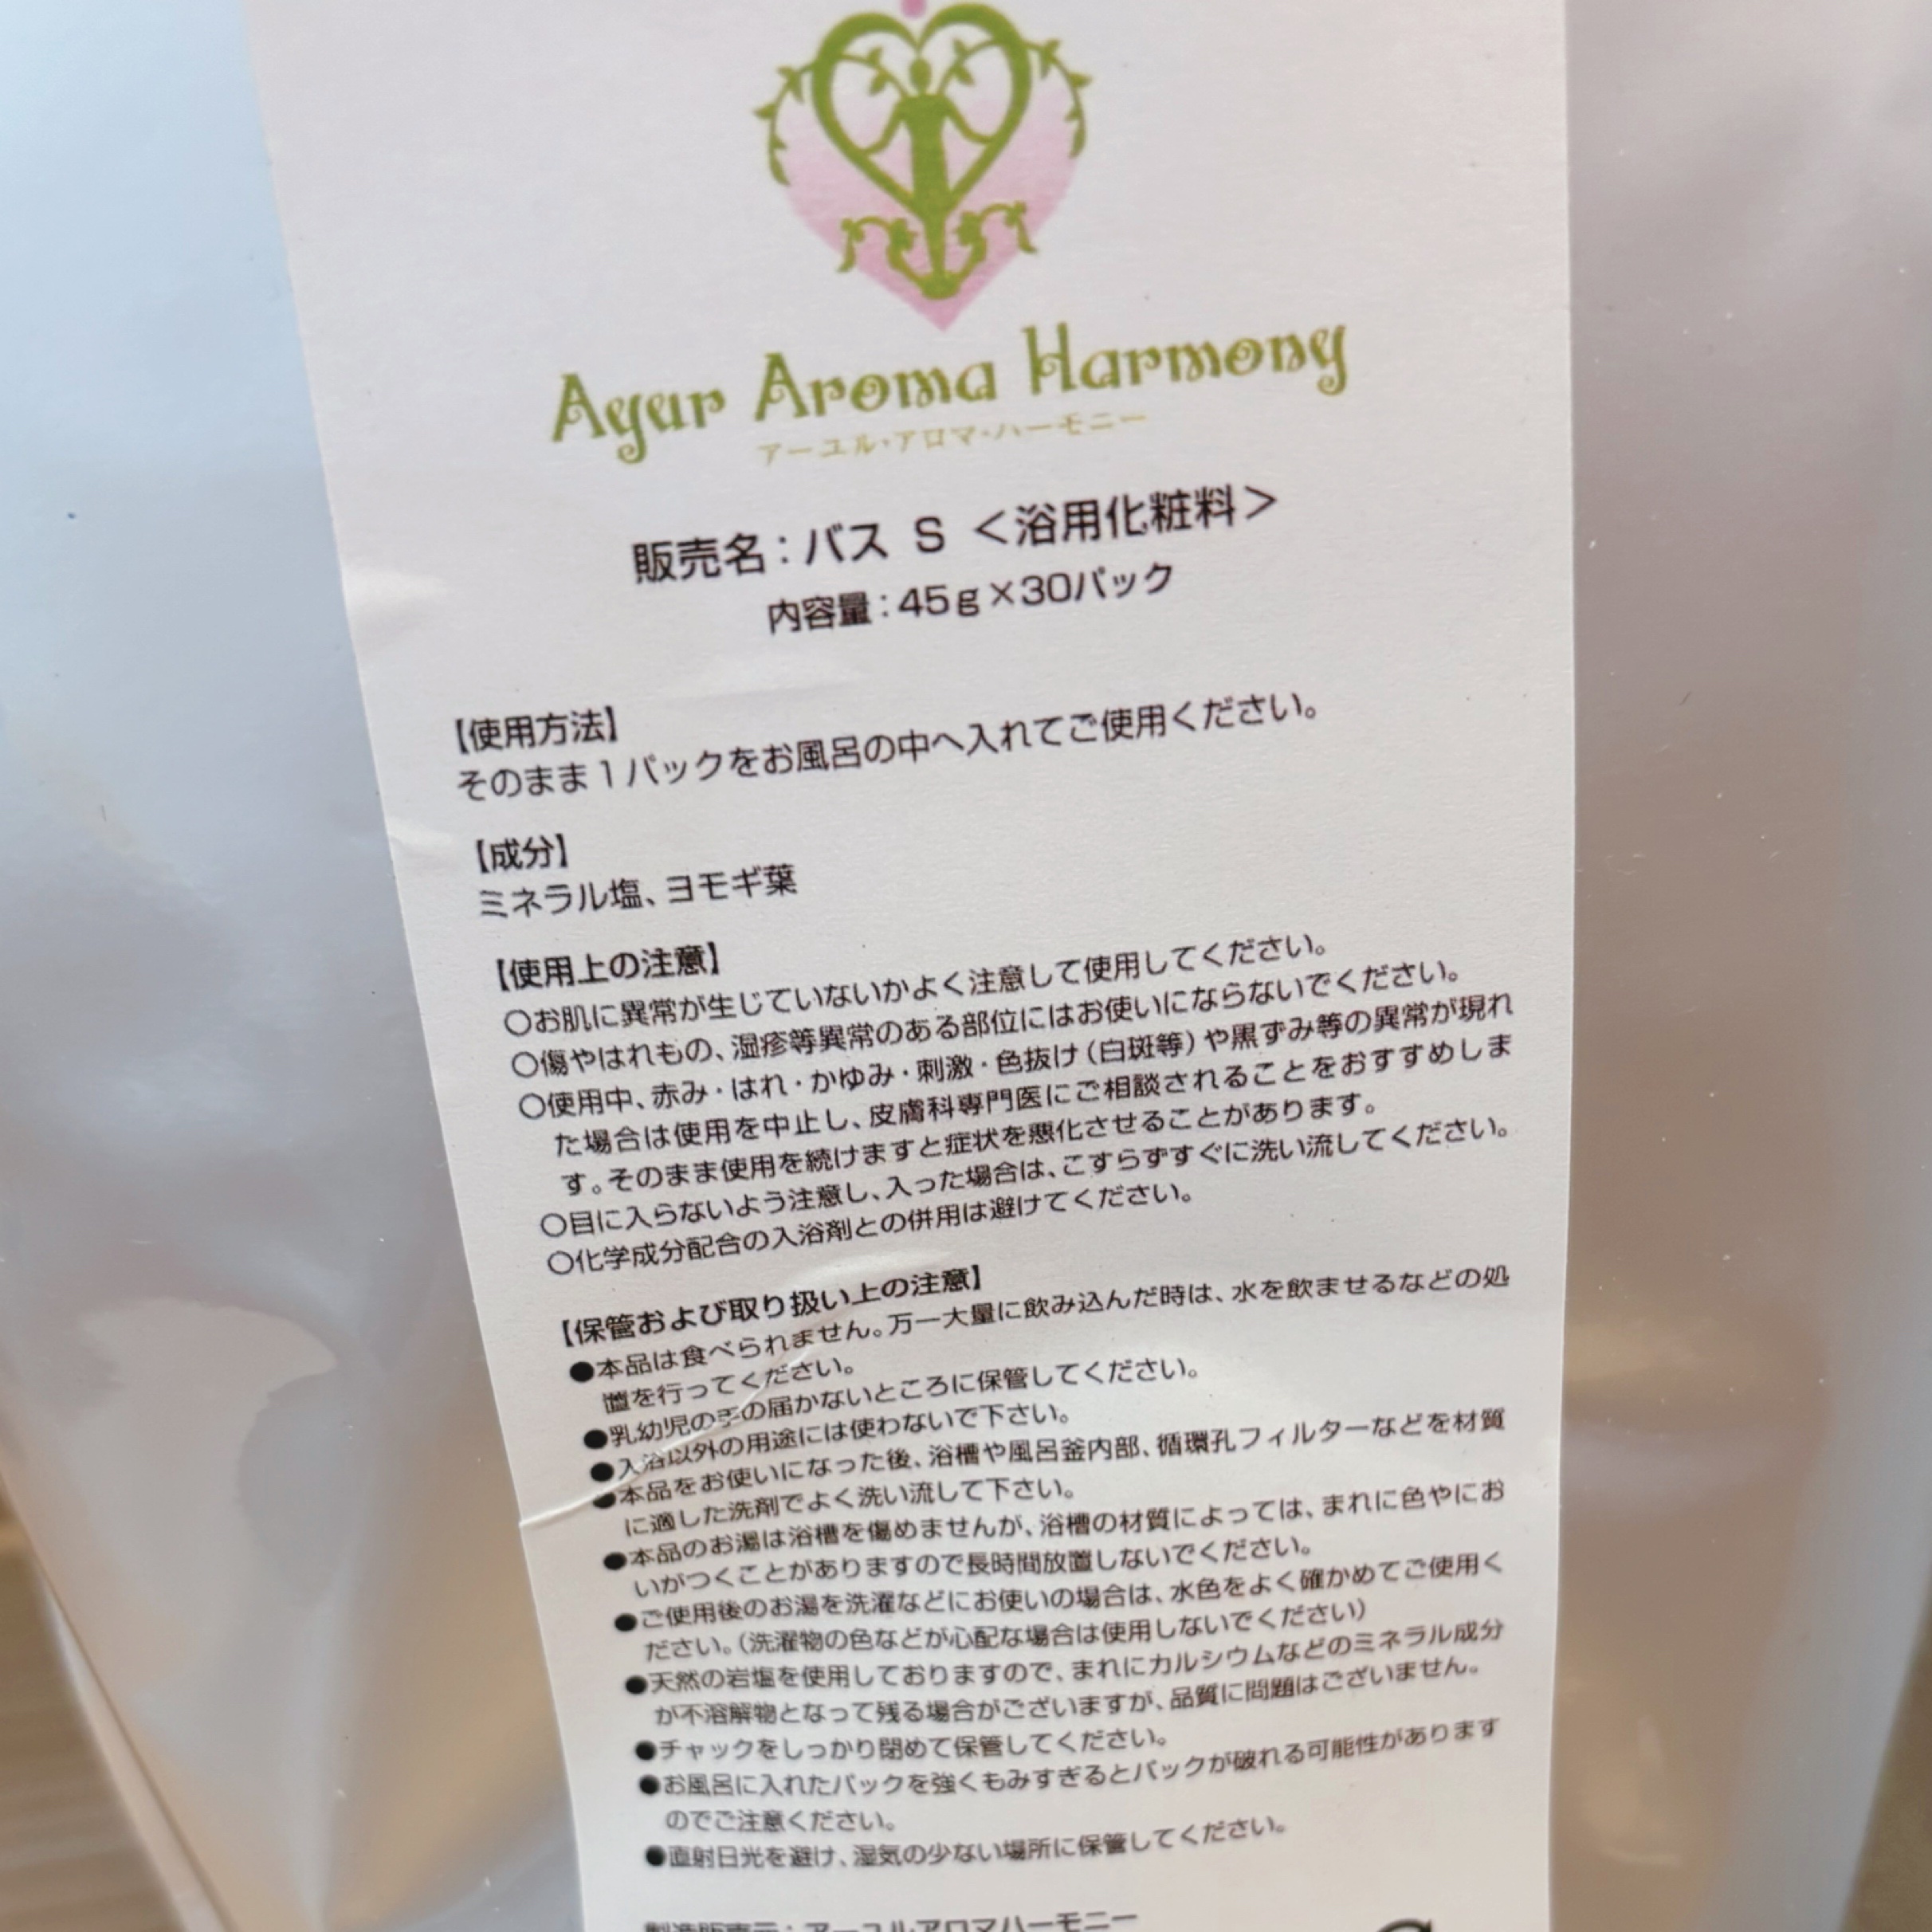 Ayur Aroma Harmony
アーユル・アロマ・ハーモニー
販売名：バス S ＜浴用化粧料＞
内容量：45g×30パック
【使用方法】
そのまま1パックをお風呂の中へ入れてご使用ください。
【成分】
ミネラル塩、ヨモギ葉
【使用上の注意】
○お肌に異常が生じていないかよく注意して使用してください。
○傷やはれもの、湿疹等異常のある部位にはお使いにならないでください。
○使用中、赤み・はれ・かゆみ・刺激・色抜け（白斑等）や黒ずみ等の異常が現れ
た場合は使用を中止し、皮膚科専門医にご相談されることをおすすめしま
す。そのまま使用を続けますと症状を悪化させることがあります。
○目に入らないよう注意し、入った場合は、こすらずすぐに洗い流してください。
○化学成分配合の入浴剤との併用は避けてください。
【保管および取り扱い上の注意】
●本品は食べられません。万一大量に飲み込んだ時は、水を飲ませるなどの処
置を行ってください。
●乳幼児の手の届かないところに保管してください。
●入浴以外の用途には使わないで下さい。
●本品をお使いになった後、浴槽や風呂釜内部、循環孔フィルターなどを材質
に適した洗剤でよく洗い流して下さい。
●本品のお湯は浴槽を傷めませんが、浴槽の材質によっては、まれに色やにお
いがつくことがありますので長時間放置しないでください。
●ご使用後のお湯を洗濯などにお使いの場合は、水色をよく確かめてご使用く
ださい。（洗濯物の色などが心配な場合は使用しないでください）
●天然の岩塩を使用しておりますので、まれにカルシウムなどのミネラル成分
が不溶解物となって残る場合がございますが、品質に問題はございません。
●チャックをしっかり閉めて保管してください。
●お風呂に入れたパックを強くもみすぎるとパックが破れる可能性があります
のでご注意ください。
●直射日光を避け、湿気の少ない場所に保管してください。
製造販売元：アーユルアロマハーモニー